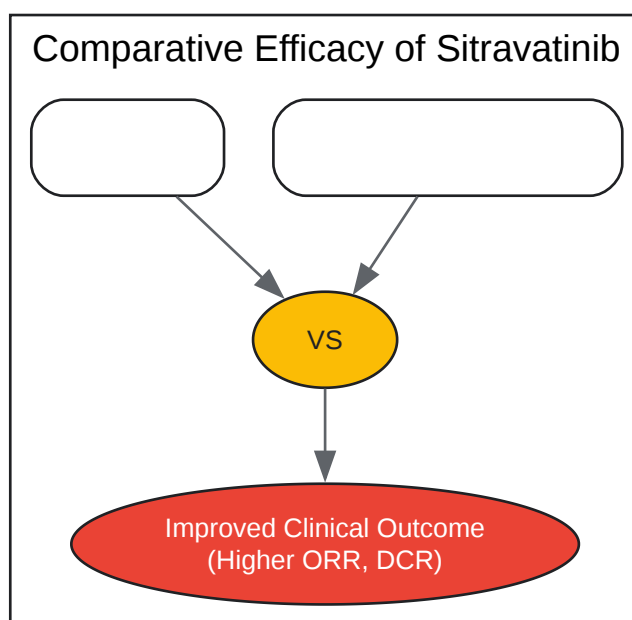 Comparative Efficacy of Sitravatinib
VS
Improved Clinical Outcome
(Higher ORR, DCR)